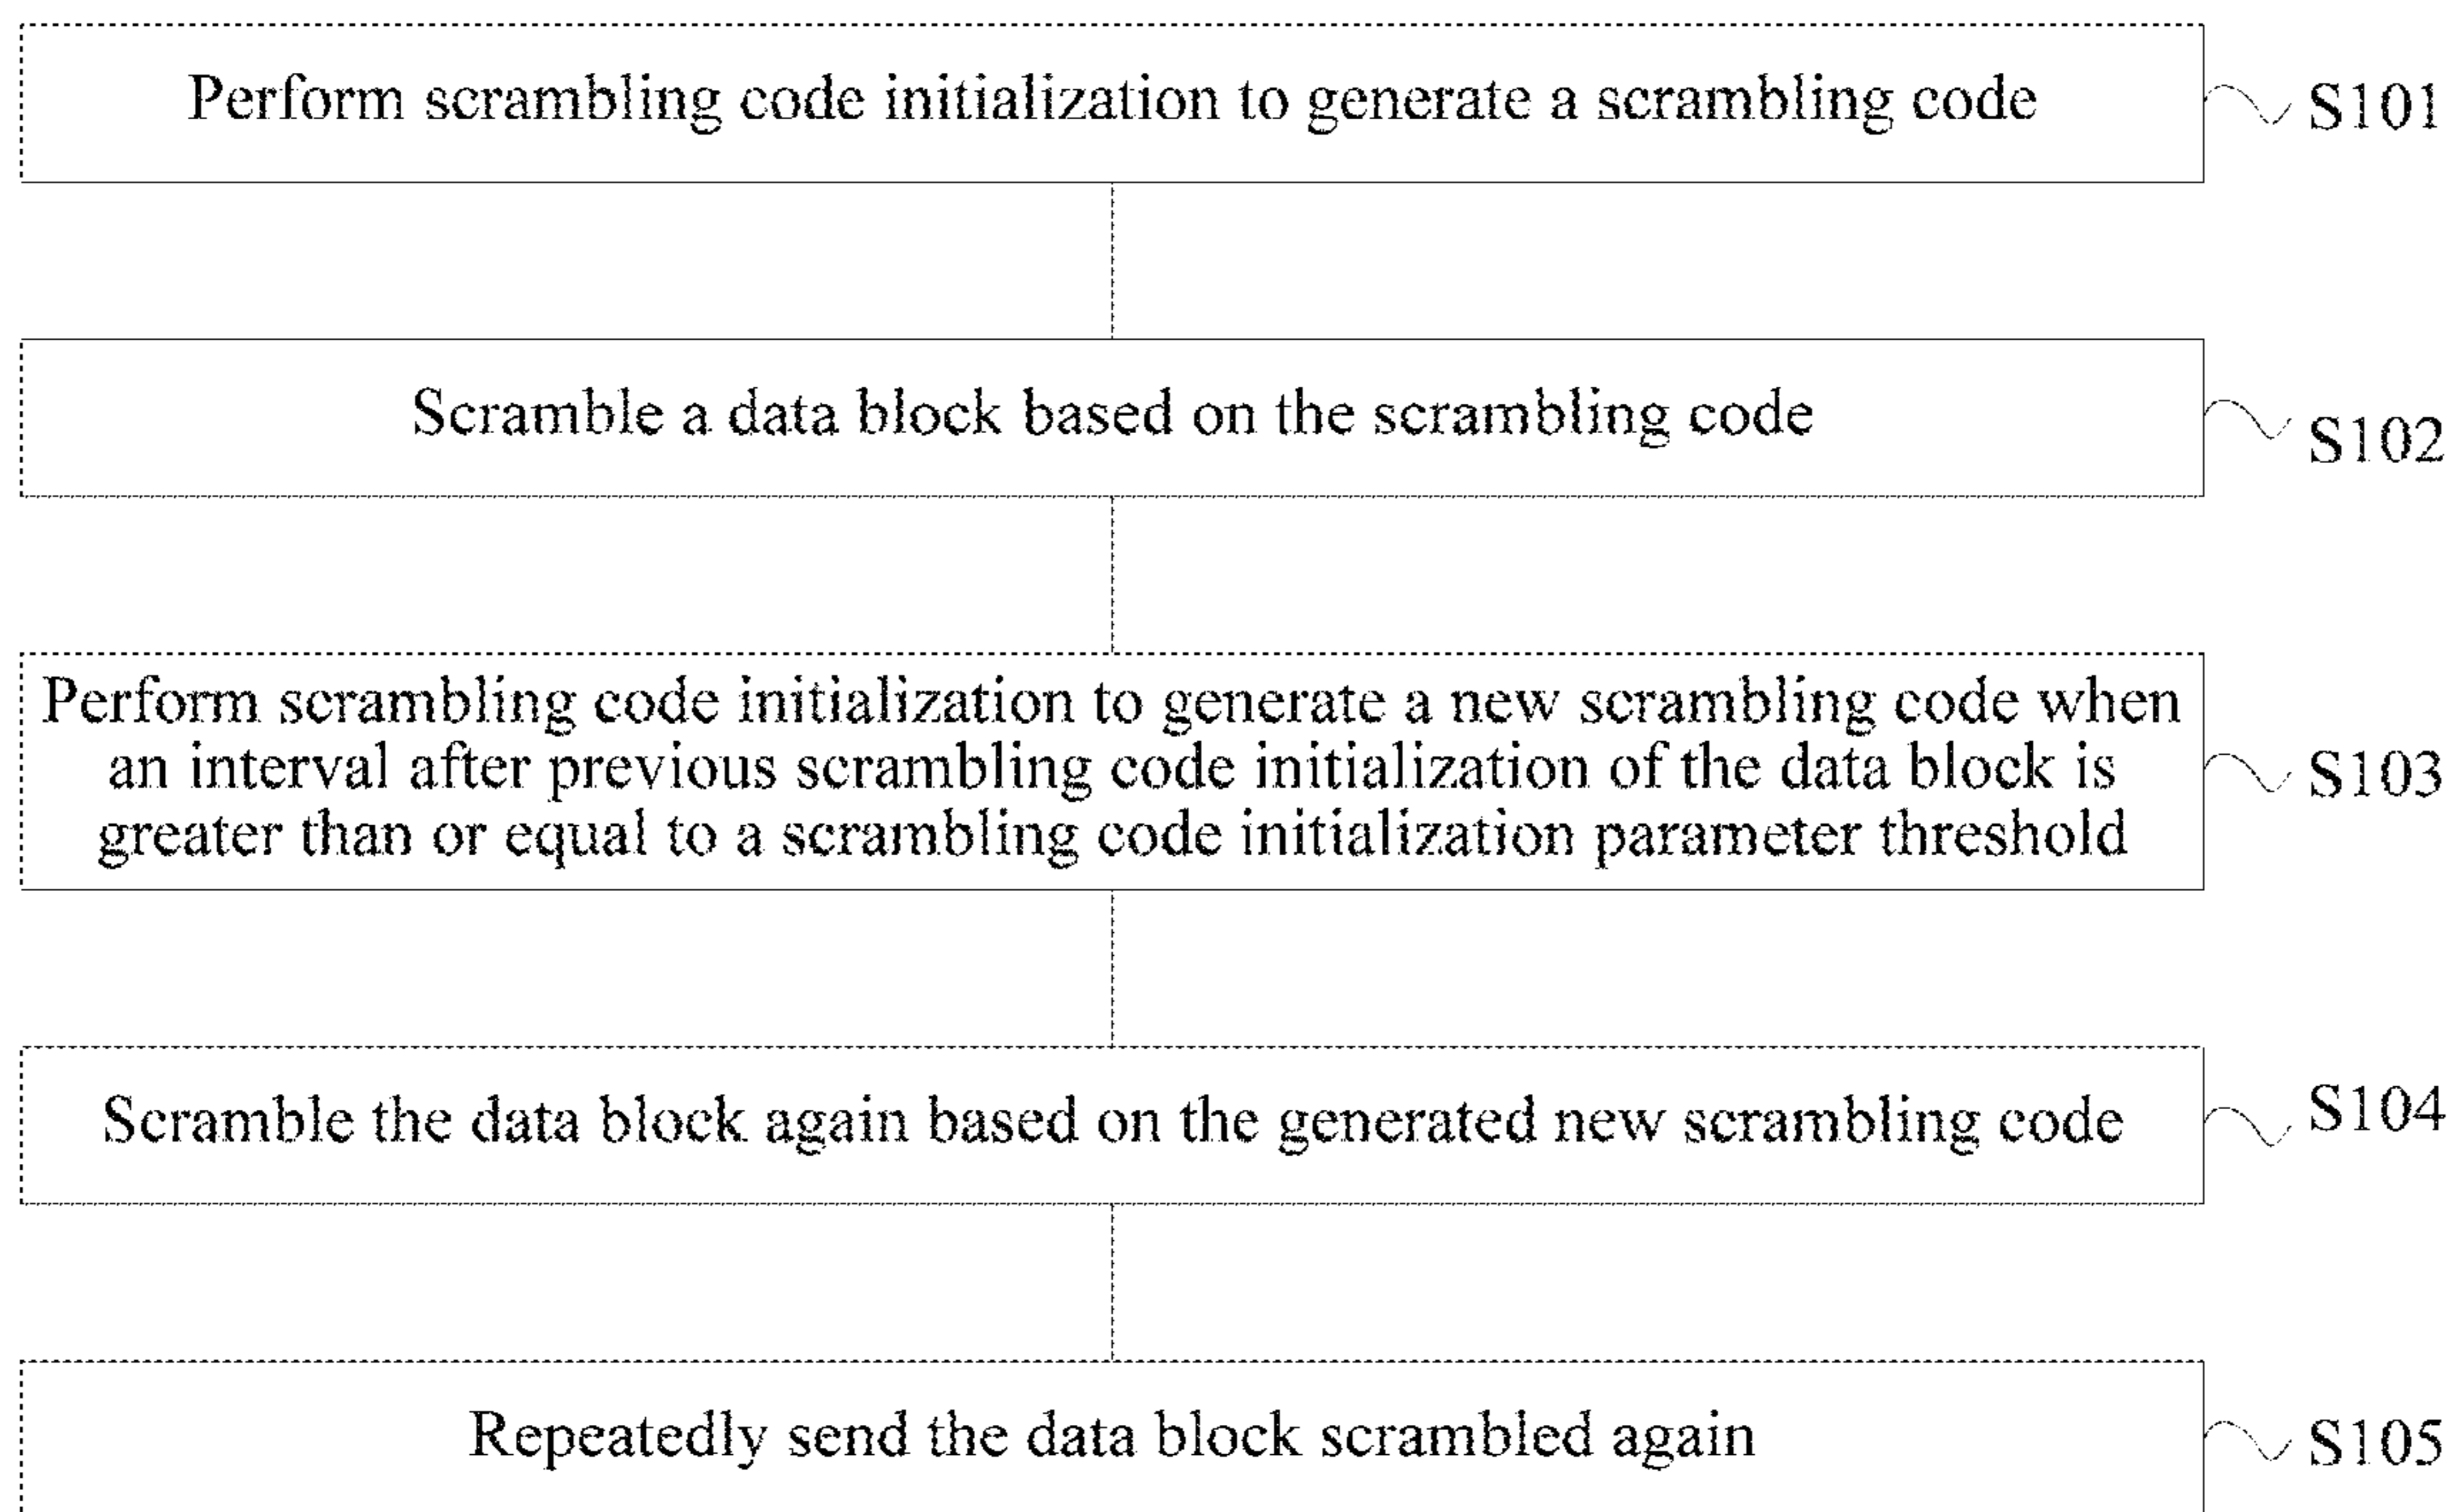 Perform scrambling code initialization to generate a scrambling code
S101
Scramble a data block based on the scrambling code
S102
Perform scrambling code initialization to generate a new scrambling code when
an interval after previous scrambling code initialization of the data block is
greater than or equal to a scrambling code initialization parameter threshold
S103
Scramble the data block again based on the generated new scrambling code
S104
Repeatedly send the data block scrambled again
S105